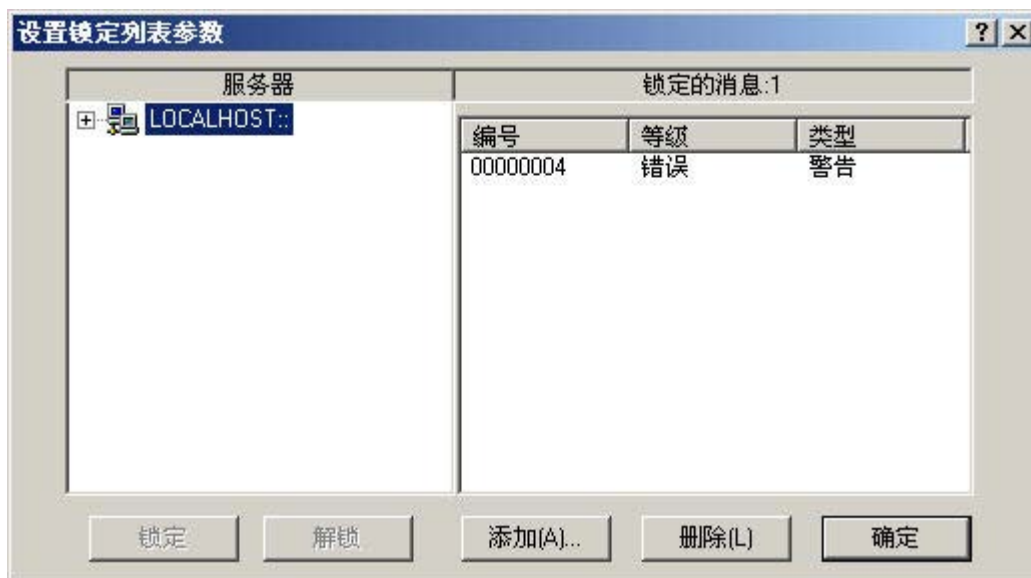 设置锁定列表参数
服务器 锁定的消息:1
LOCALHOST::
编号 等级 类型
00000004 错误 警告
锁定 解锁 添加(A)... 删除(L) 确定